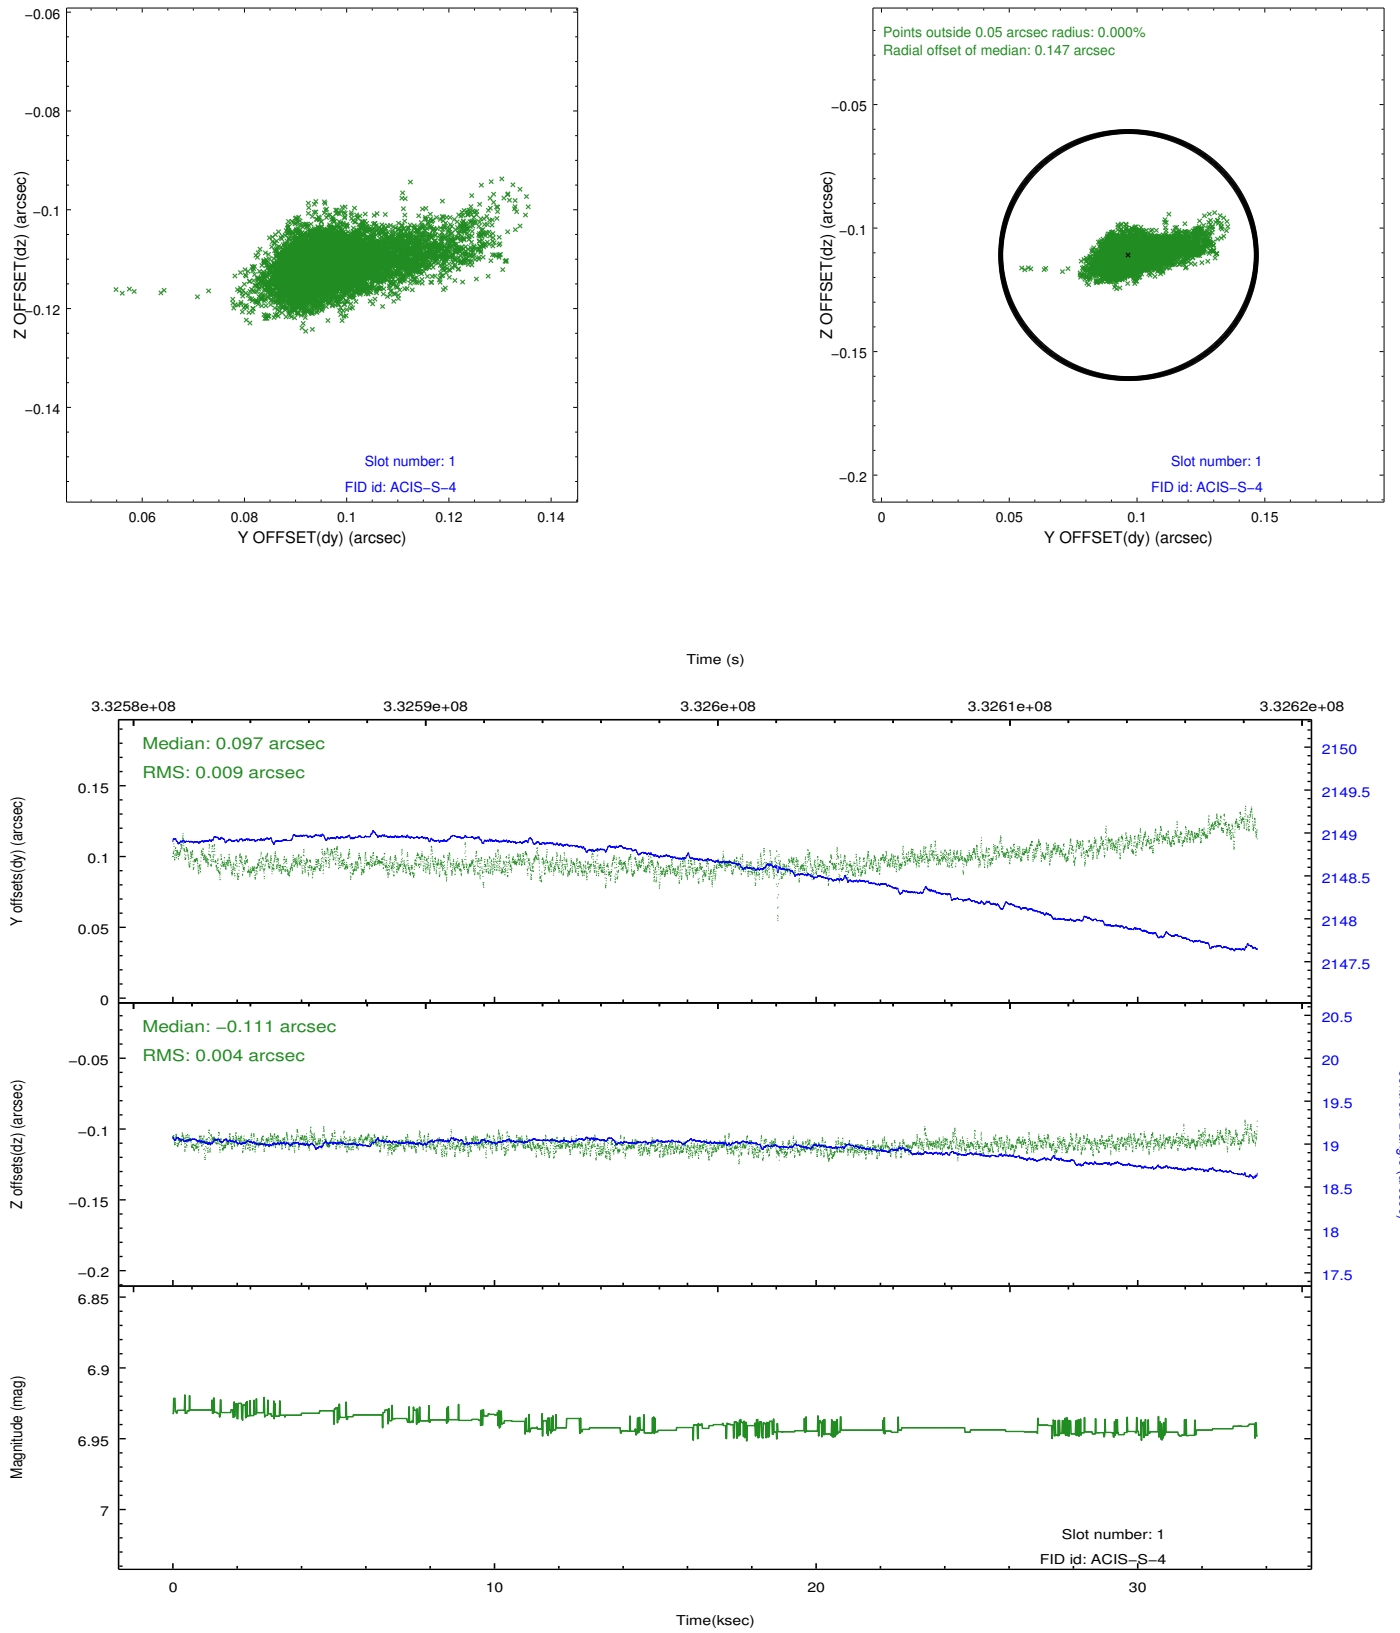 −0.06
−0.08
−0.1
−0.12
−0.14
Z OFFSET(dz) (arcsec)
Slot number: 1
FID id: ACIS−S−4
0.06 0.08 0.1 0.12 0.14
Y OFFSET(dy) (arcsec)
Points outside 0.05 arcsec radius: 0.000%
Radial offset of median: 0.147 arcsec
−0.05
−0.1
−0.15
−0.2
Z OFFSET(dz) (arcsec)
Slot number: 1
FID id: ACIS−S−4
0 0.05 0.1 0.15
Y OFFSET(dy) (arcsec)
Time (s)
3.3258e+08 3.3259e+08 3.326e+08 3.3261e+08 3.3262e+08
Median: 0.097 arcsec
RMS: 0.009 arcsec
0.15
0.1
0.05
0
Y offsets(dy) (arcsec)
2150
2149.5
2149
2148.5
2148
2147.5
Median: −0.111 arcsec
RMS: 0.004 arcsec
−0.05
−0.1
−0.15
−0.2
Z offsets(dz) (arcsec)
20.5
20
19.5
19
18.5
18
17.5
6.85
6.9
6.95
7
Magnitude (mag)
Slot number: 1
FID id: ACIS−S−4
0 10 20 30
Time(ksec)